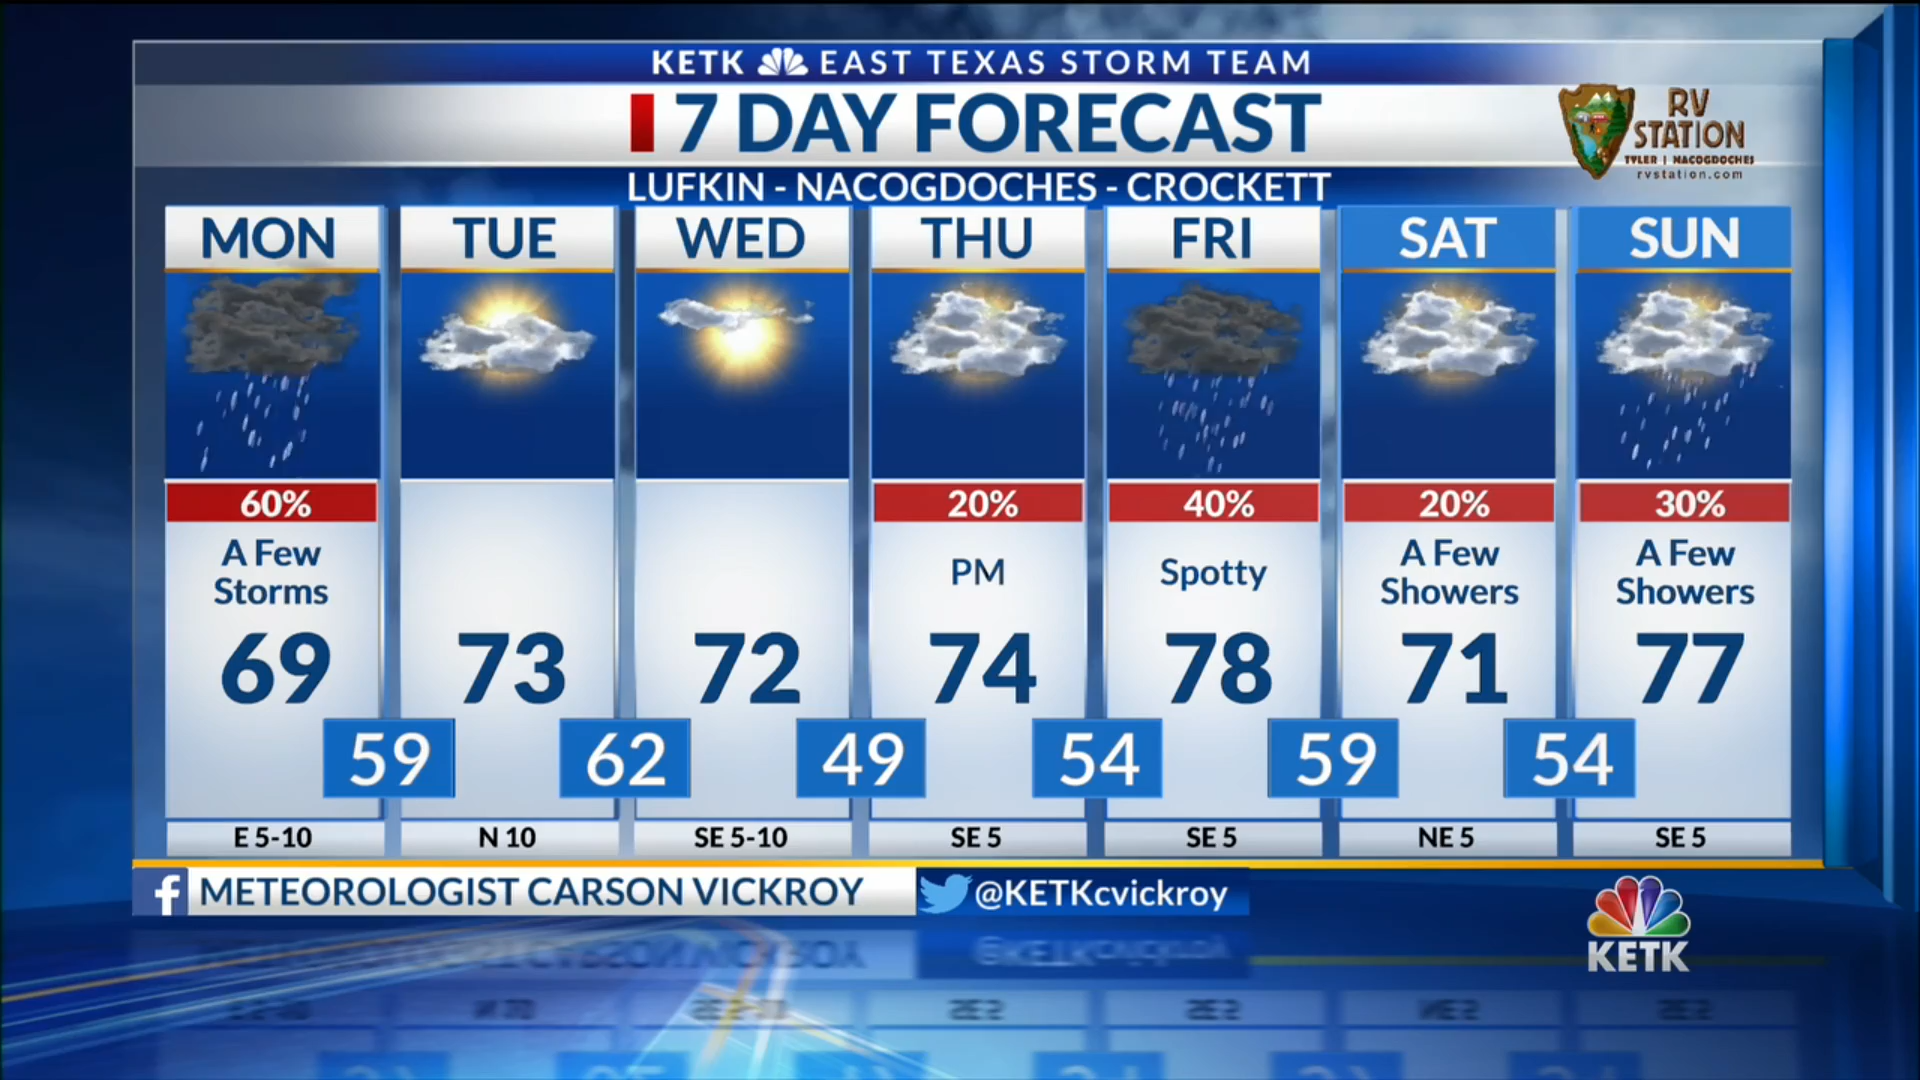 KETK EAST TEXAS STORM TEAM
7 DAY FORECAST
RV
STATION
TYLER | NACOGDOCHES
rvstation.com
LUFKIN - NACOGDOCHES - CROCKETT
MON TUE WED THU FRI SAT SUN
60% 20% 40% 20% 30%
A Few Storms PM Spotty A Few Showers A Few Showers
69 73 72 74 78 71 77
59 62 49 54 59 54
E 5-10 N 10 SE 5-10 SE 5 SE 5 NE 5 SE 5
f METEOROLOGIST CARSON VICKROY @KETKcvickroy
KETK